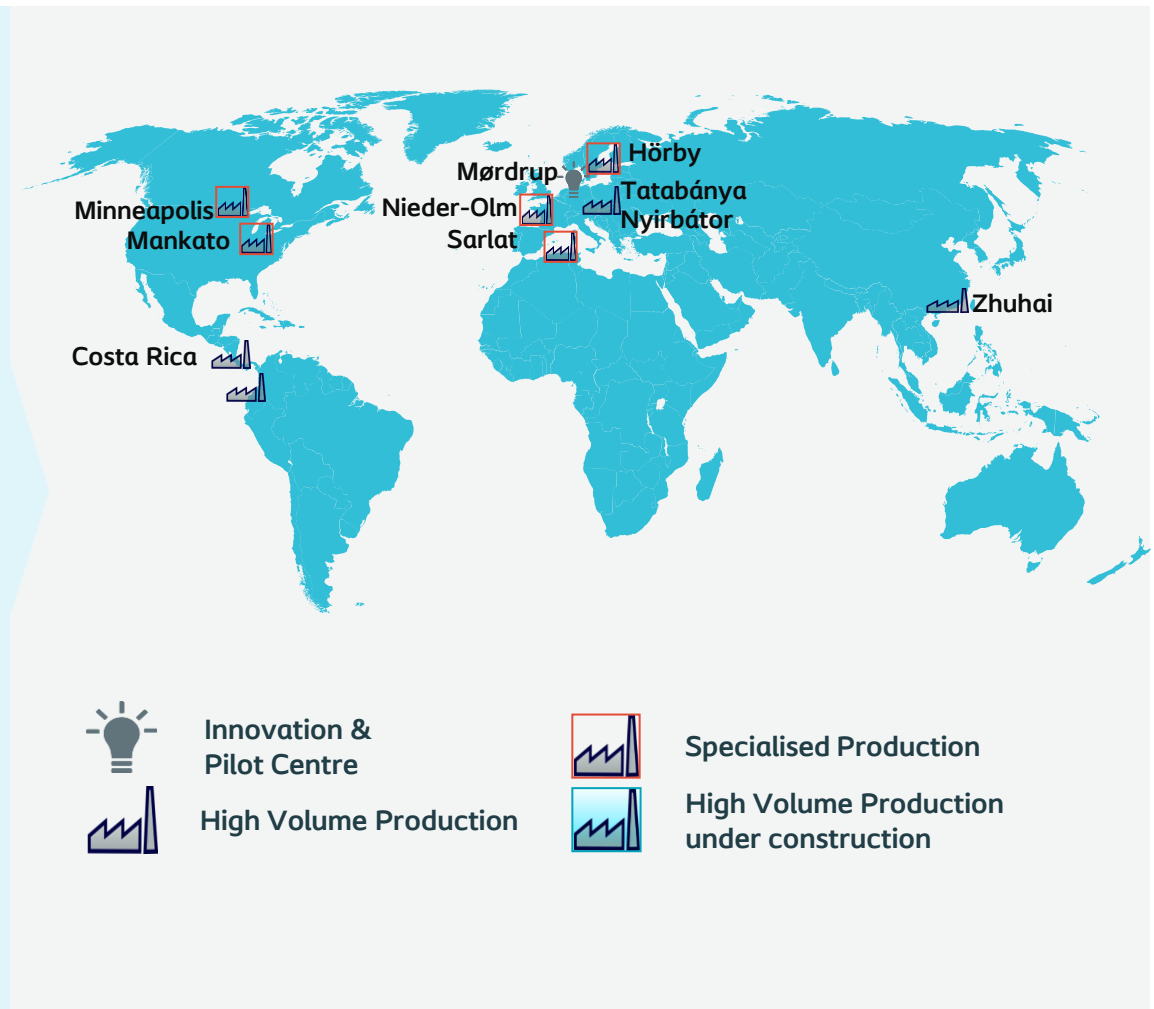 Hörby
Mørdrup
Tatabánya
Nieder-Olm
Nyirbátor
Minneapolis
Mankato
Sarlat
Zhuhai
Costa Rica
Innovation &
Pilot Centre
Specialised Production
High Volume Production
High Volume Production
under construction